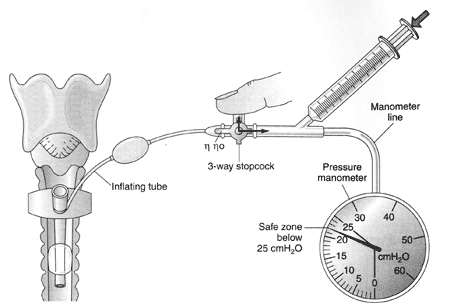 Manometer
line
η ηο
3-way stopcock
Inflating tube
Pressure
manometer
Safe zone
below
25 cmH₂O
30
40
25
20
50
15
cmH₂O
10
60
5
0